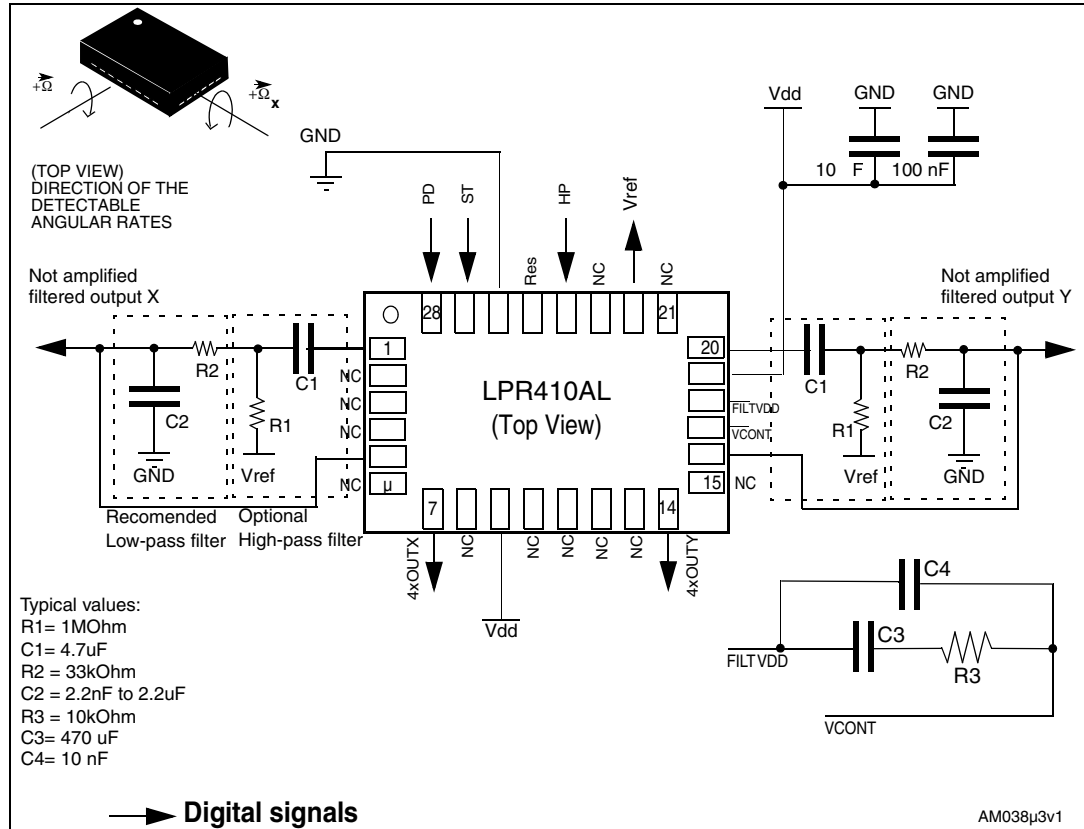 +Ω
+Ω x
(TOP VIEW)
DIRECTION OF THE
DETECTABLE
ANGULAR RATES
GND
Vdd
GND
GND
10 F
100 nF
PD
ST
Res
HP
NC
Vref
NC
Not amplified
filtered output X
Not amplified
filtered output Y
28
21
1
20
R2
C1
C2
R1
GND
Vref
NC
NC
NC
NC
µ
LPR410AL
(Top View)
FILTVDD
VCONT
15
NC
C1
R2
R1
C2
Vref
GND
Recomended
Low-pass filter
Optional
High-pass filter
7
14
4xOUTX
NC
Vdd
NC
NC
NC
NC
4xOUTY
C4
C3
R3
FILTVDD
VCONT
Typical values:
R1= 1MOhm
C1= 4.7uF
R2 = 33kOhm
C2 = 2.2nF to 2.2uF
R3 = 10kOhm
C3= 470 uF
C4= 10 nF
Digital signals
AM038µ3v1